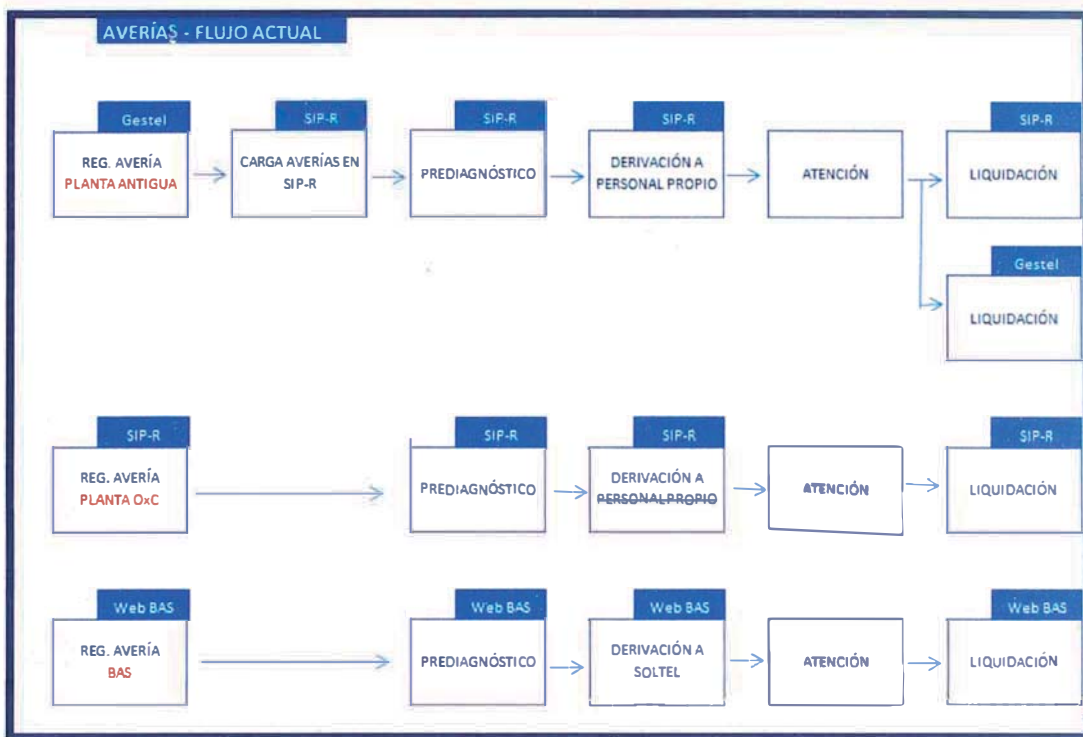 AVERÍAS - FLUJO ACTUAL
Gestel
REG. AVERÍA
PLANTA ANTIGUA
SIP-R
CARGA AVERÍAS EN
SIP-R
SIP-R
PREDIAGNÓSTICO
SIP-R
DERIVACIÓN A
PERSONAL PROPIO
ATENCIÓN
SIP-R
LIQUIDACIÓN
Gestel
LIQUIDACIÓN
SIP-R
REG. AVERÍA
PLANTA OxC
SIP-R
PREDIAGNÓSTICO
SIP-R
DERIVACIÓN A
PERSONAL PROPIO
ATENCIÓN
SIP-R
LIQUIDACIÓN
Web BAS
REG. AVERÍA
BAS
Web BAS
PREDIAGNÓSTICO
Web BAS
DERIVACIÓN A
SOLTEL
ATENCIÓN
Web BAS
LIQUIDACIÓN